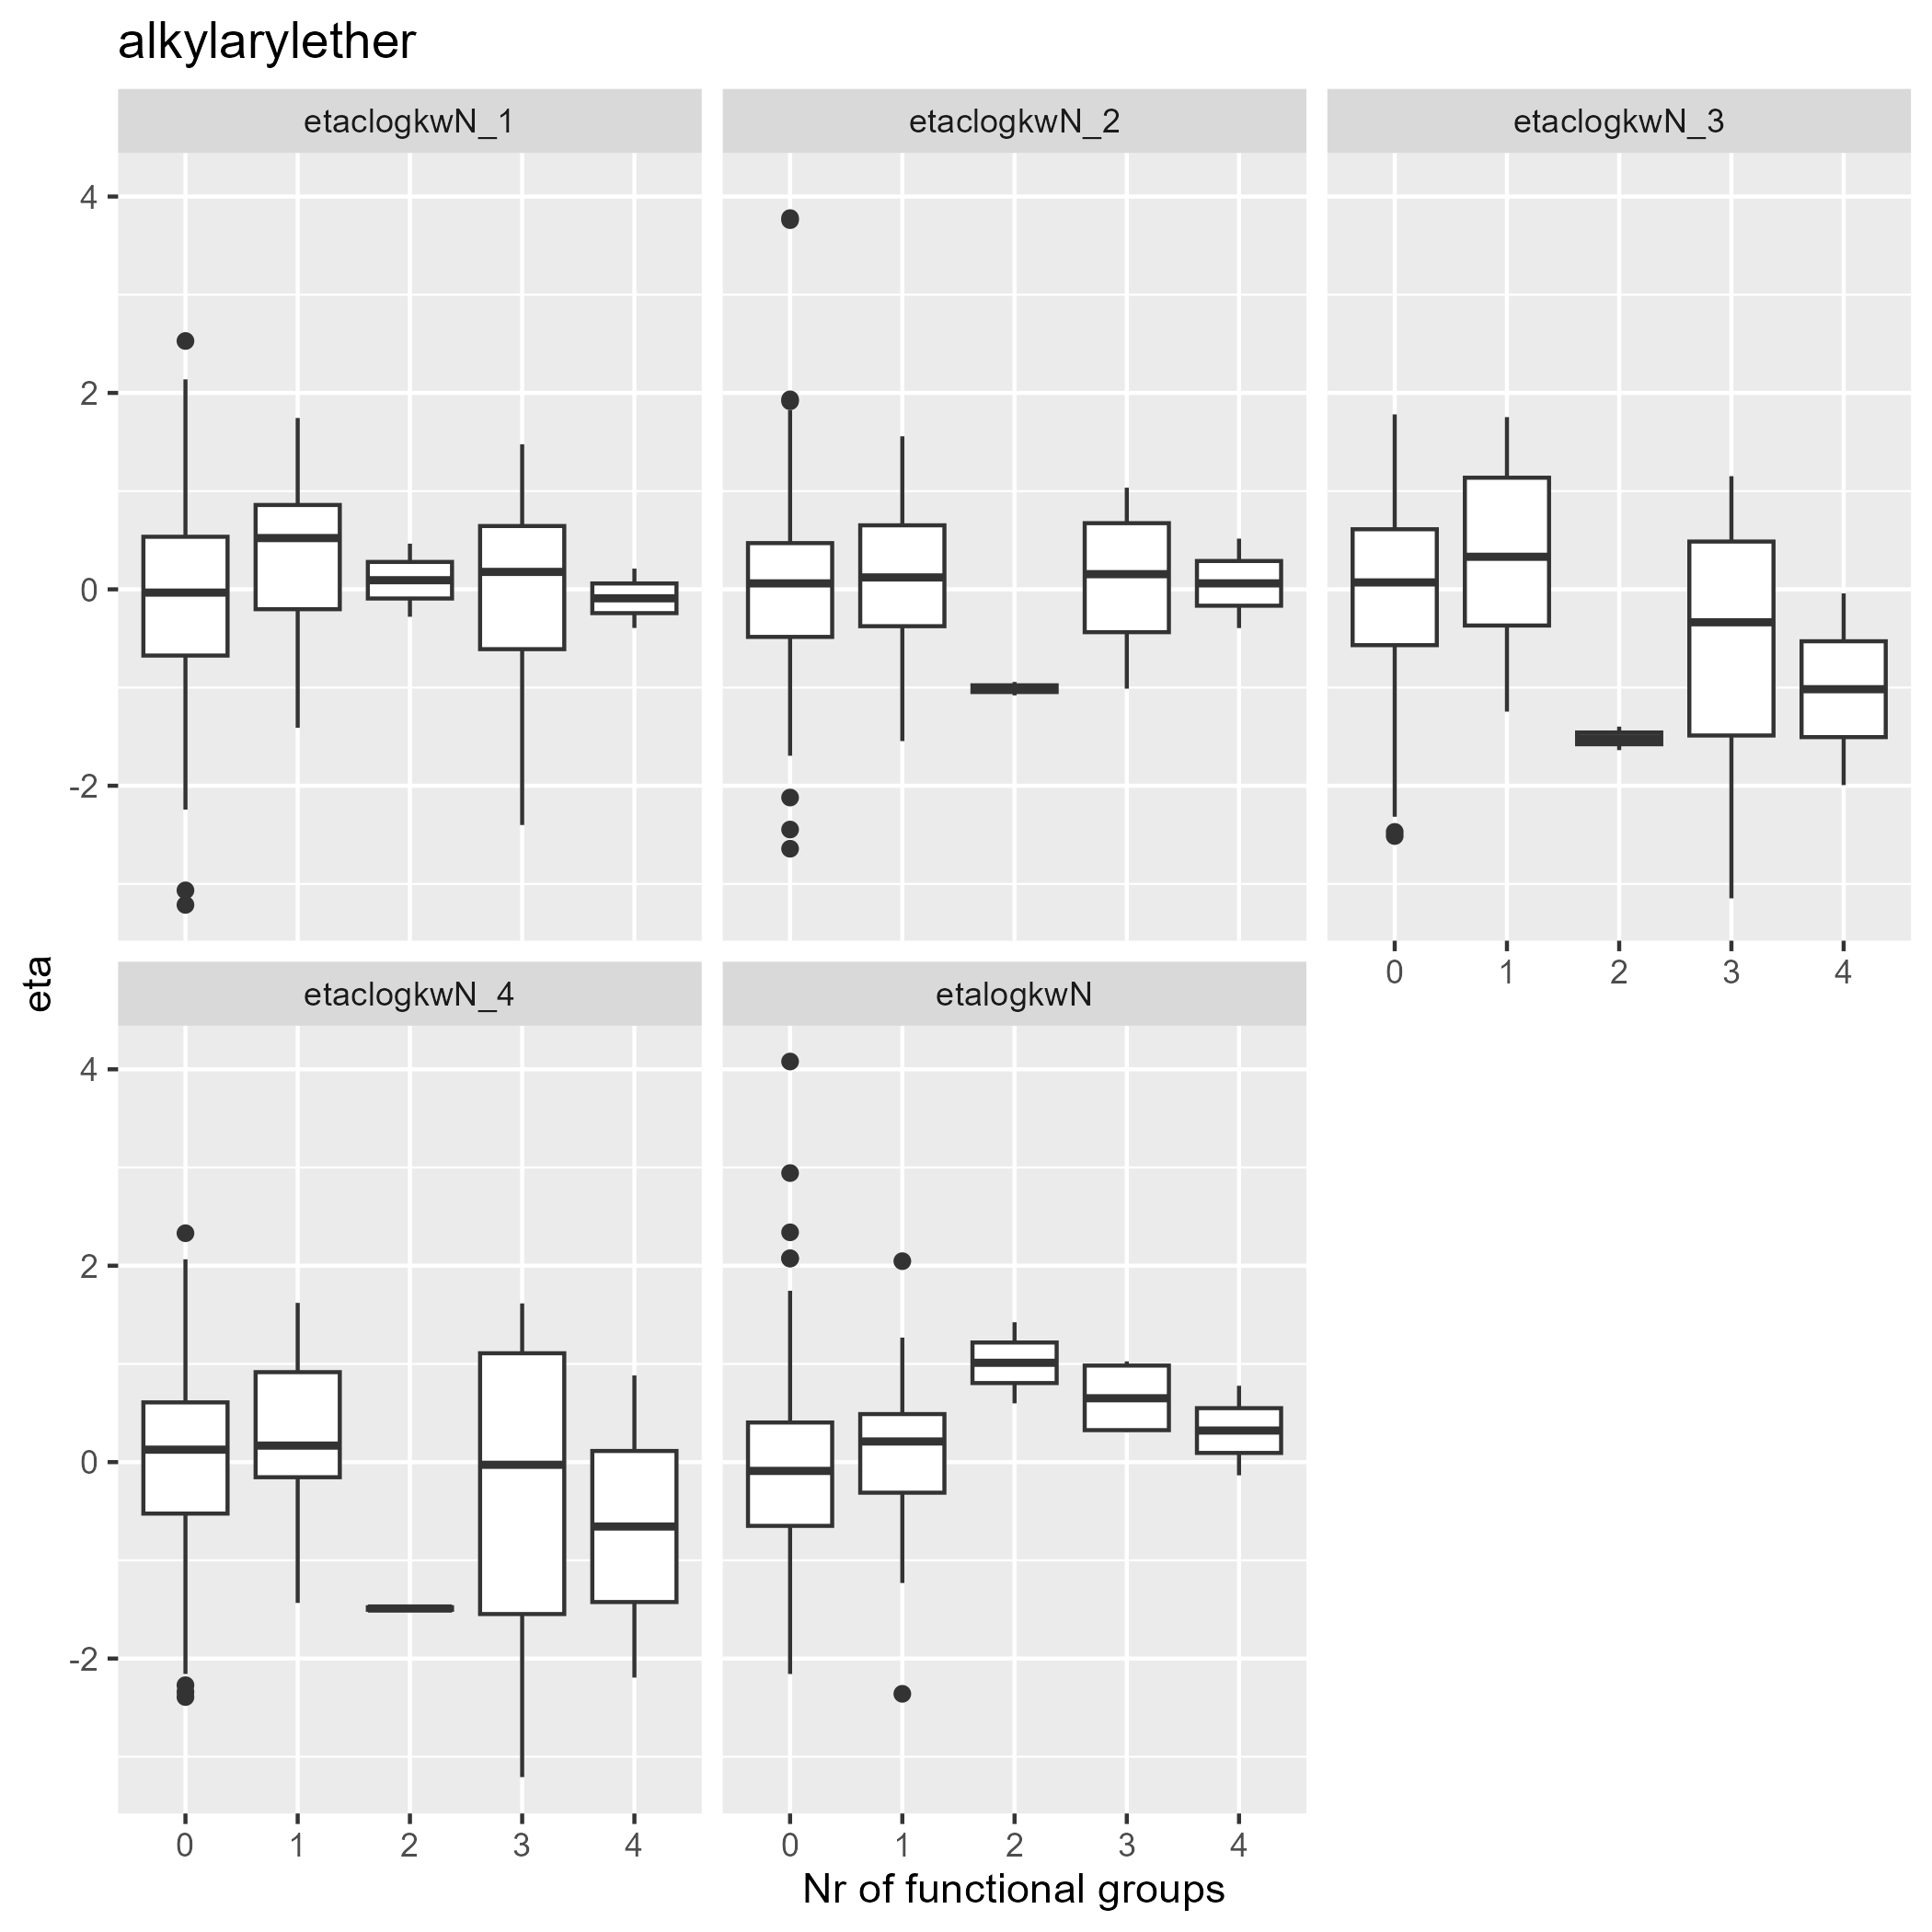 alkylarylether
etaclogkwN_1 etaclogkwN_2 etaclogkwN_3
4
2
0
-2
0 1 2 3 4
eta
etaclogkwN_4 etalogkwN
4
2
0
-2
0 1 2 3 4 0 1 2 3 4
Nr of functional groups